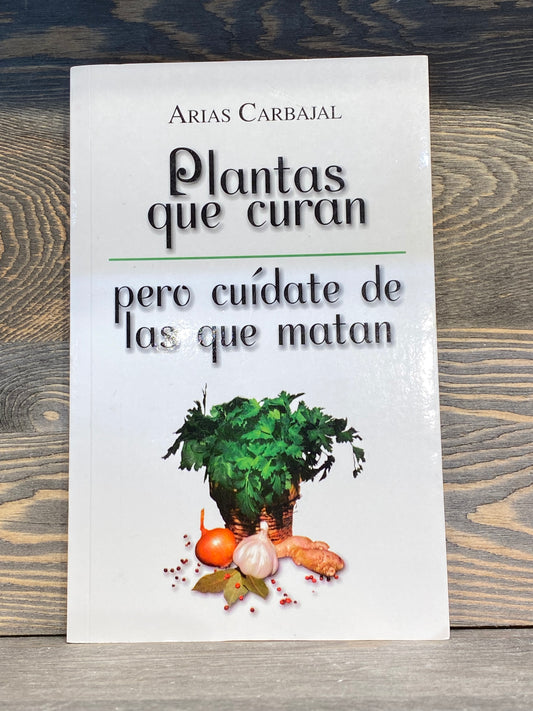 ARIAS CARBAJAL
Plantas
que curan
pero cuídate de
las que matan